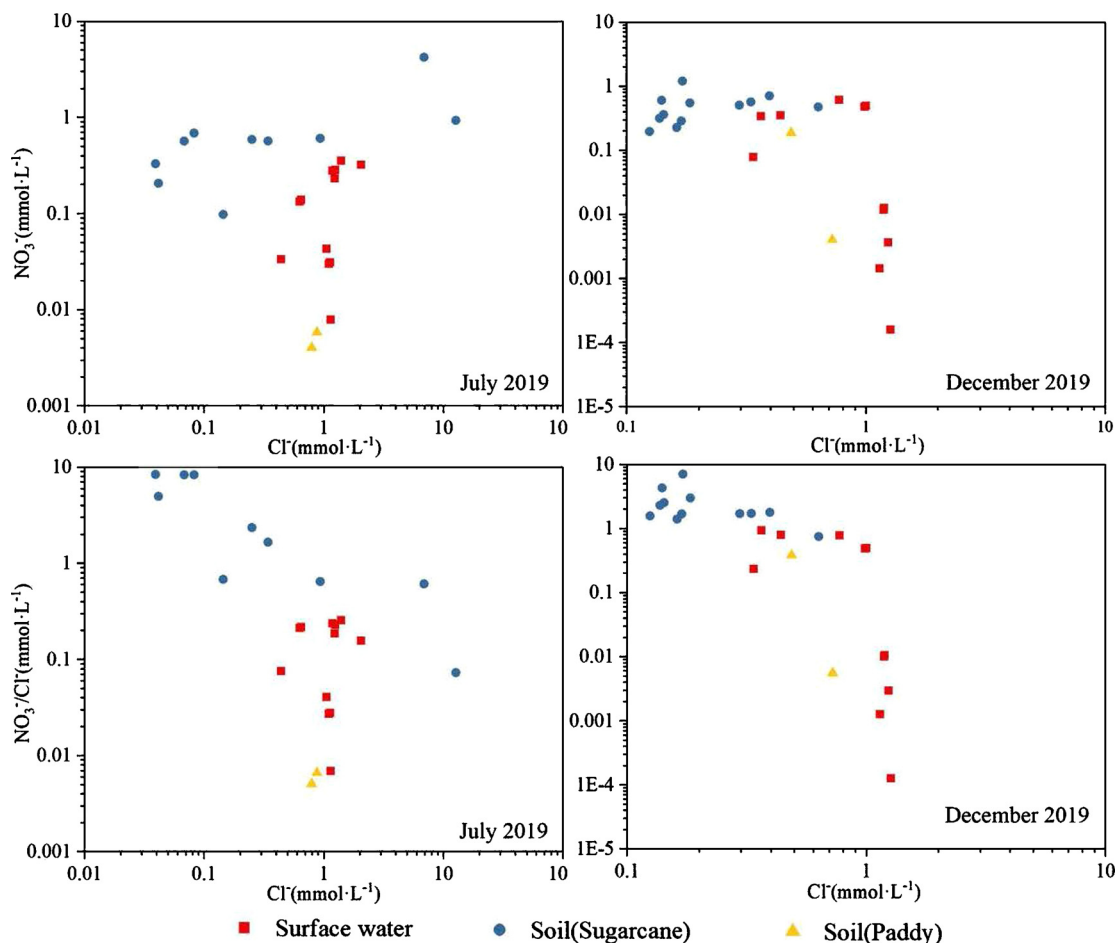 10
1
0.1
0.01
0.001
NO₃⁻(mmol·L⁻¹)
July 2019
0.01 0.1 1 10
Cl⁻(mmol·L⁻¹)
10
1
0.1
0.01
0.001
1E-4
1E-5
December 2019
0.1 1 10
Cl⁻(mmol·L⁻¹)
10
1
0.1
0.01
0.001
NO₃⁻/Cl⁻(mmol·L⁻¹)
July 2019
0.01 0.1 1 10
Cl⁻(mmol·L⁻¹)
10
1
0.1
0.01
0.001
1E-4
1E-5
December 2019
0.1 1 10
Cl⁻(mmol·L⁻¹)
Surface water Soil(Sugarcane) Soil(Paddy)